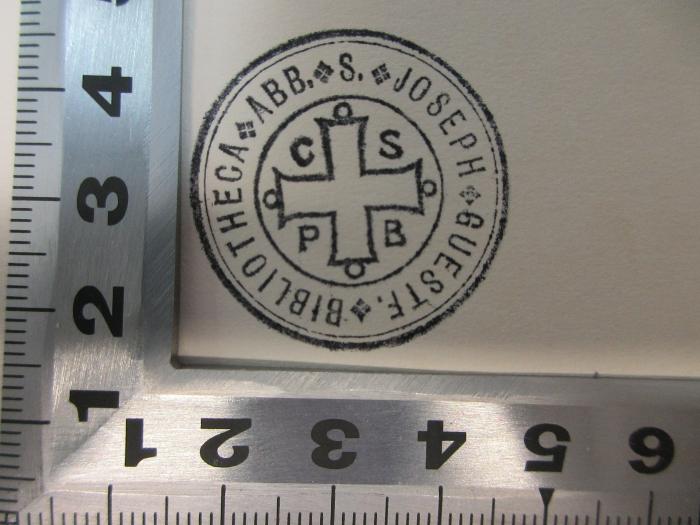 BIBLIOTHECA ❖ ABB. ❖ S. ❖ JOSEPH ❖ GUESTF. ❖
C S
P B
4
3
2
1
1 2 3 4 5 6